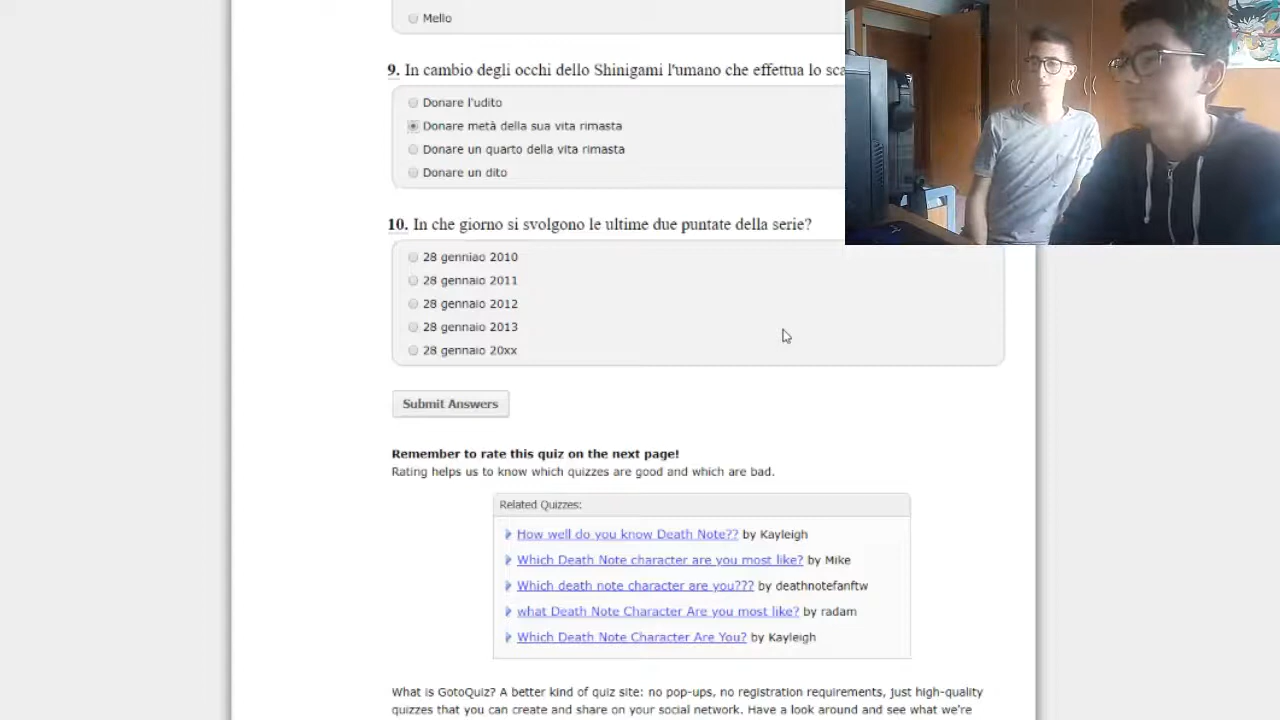 Mello
9. In cambio degli occhi dello Shinigami l'umano che effettua lo
Donare l'udito
Donare metà della sua vita rimasta
Donare un quarto della vita rimasta
Donare un dito
10. In che giorno si svolgono le ultime due puntate della serie?
28 genniao 2010
28 gennaio 2011
28 gennaio 2012
28 gennaio 2013
28 gennaio 20xx
Submit Answers
Remember to rate this quiz on the next page!
Rating helps us to know which quizzes are good and which are bad.
Related Quizzes:
How well do you know Death Note?? by Kayleigh
Which Death Note character are you most like? by Mike
Which death note character are you??? by deathnotefanftw
what Death Note Character Are you most like? by radam
Which Death Note Character Are You? by Kayleigh
What is GotoQuiz? A better kind of quiz site: no pop-ups, no registration requirements, just high-quality
quizzes that you can create and share on your social network. Have a look around and see what we're